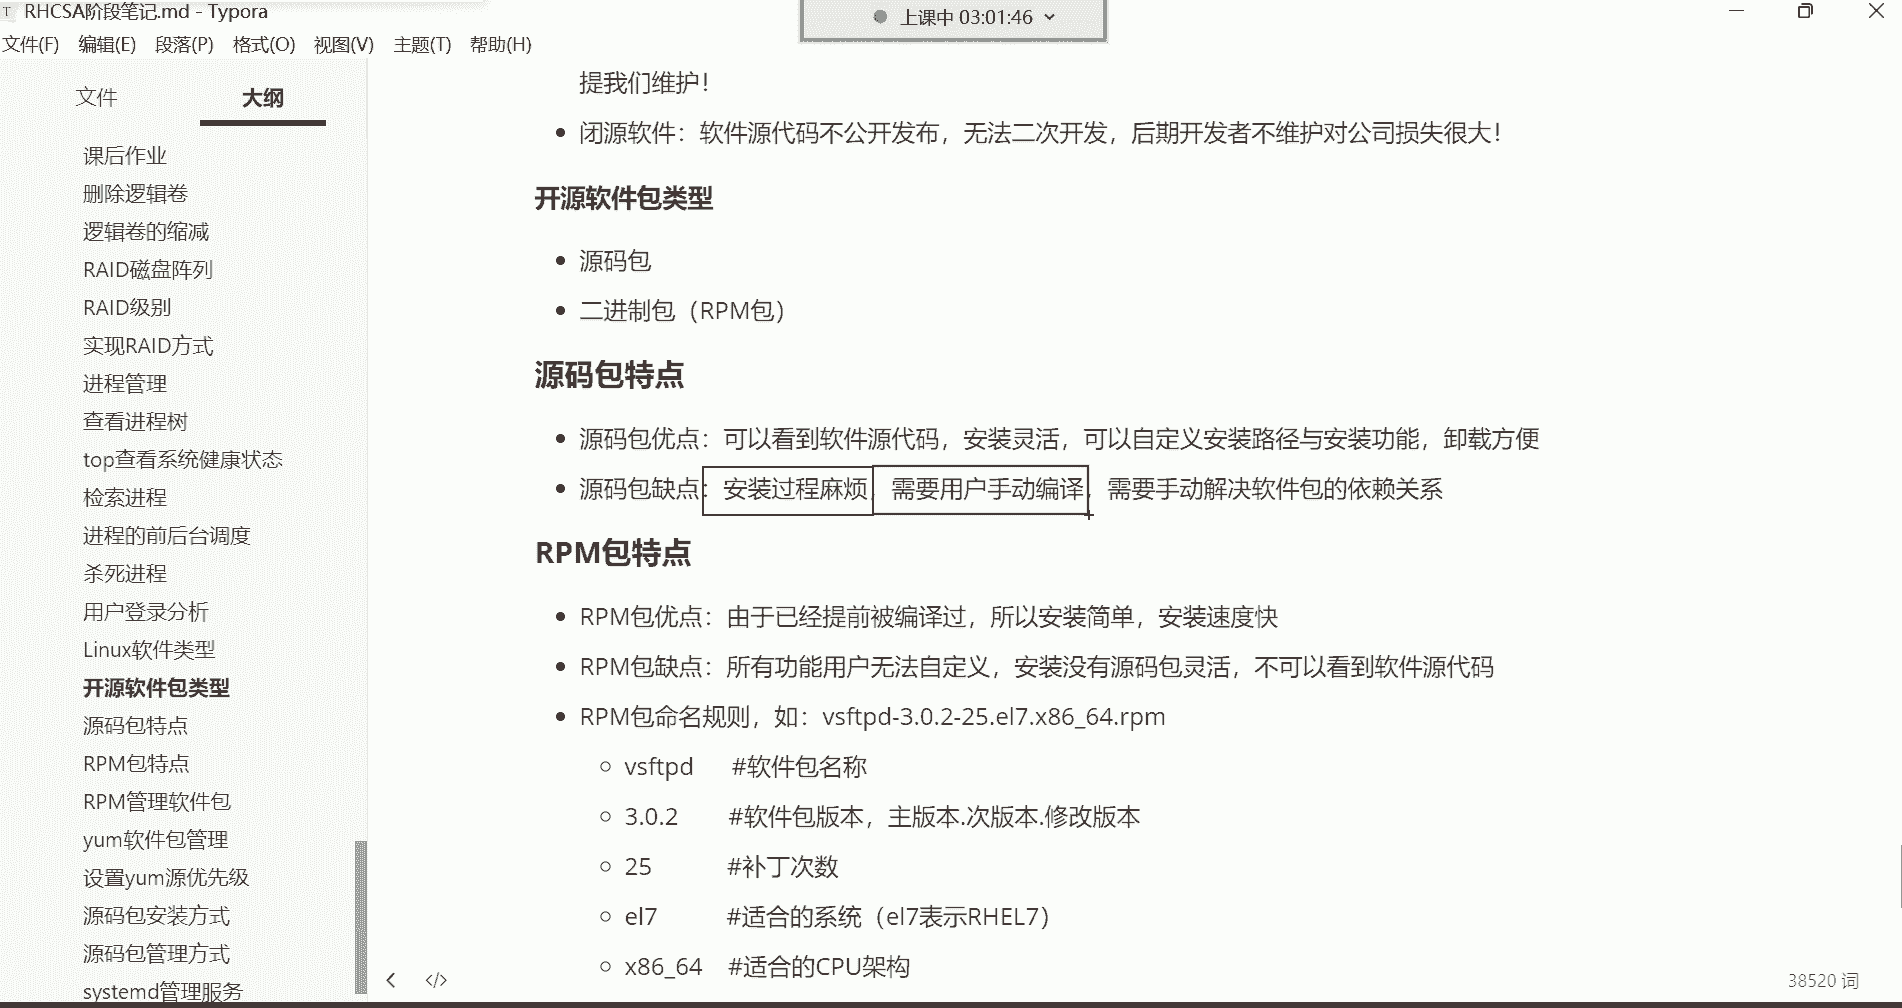 RHCSA阶段笔记.md - Typora
上课中 03:01:46
文件(F) 编辑(E) 段落(P) 格式(O) 视图(V) 主题(T) 帮助(H)
文件 大纲
课后作业
删除逻辑卷
逻辑卷的缩减
RAID磁盘阵列
RAID级别
实现RAID方式
进程管理
查看进程树
top查看系统健康状态
检索进程
进程的前后台调度
杀死进程
用户登录分析
Linux软件类型
开源软件包类型
源码包特点
RPM包特点
RPM管理软件包
yum软件包管理
设置yum源优先级
源码包安装方式
源码包管理方式
systemd管理服务
提我们维护！
闭源软件：软件源代码不公开发布，无法二次开发，后期开发者不维护对公司损失很大！
开源软件包类型
源码包
二进制包（RPM包）
源码包特点
源码包优点：可以看到软件源代码，安装灵活，可以自定义安装路径与安装功能，卸载方便
源码包缺点：安装过程麻烦，需要用户手动编译，需要手动解决软件包的依赖关系
RPM包特点
RPM包优点：由于已经提前被编译过，所以安装简单，安装速度快
RPM包缺点：所有功能用户无法自定义，安装没有源码包灵活，不可以看到软件源代码
RPM包命名规则，如：vsftpd-3.0.2-25.el7.x86_64.rpm
vsftpd #软件包名称
3.0.2 #软件包版本，主版本.次版本.修改版本
25 #补丁次数
el7 #适合的系统（el7表示RHEL7）
x86_64 #适合的CPU架构
38520 词